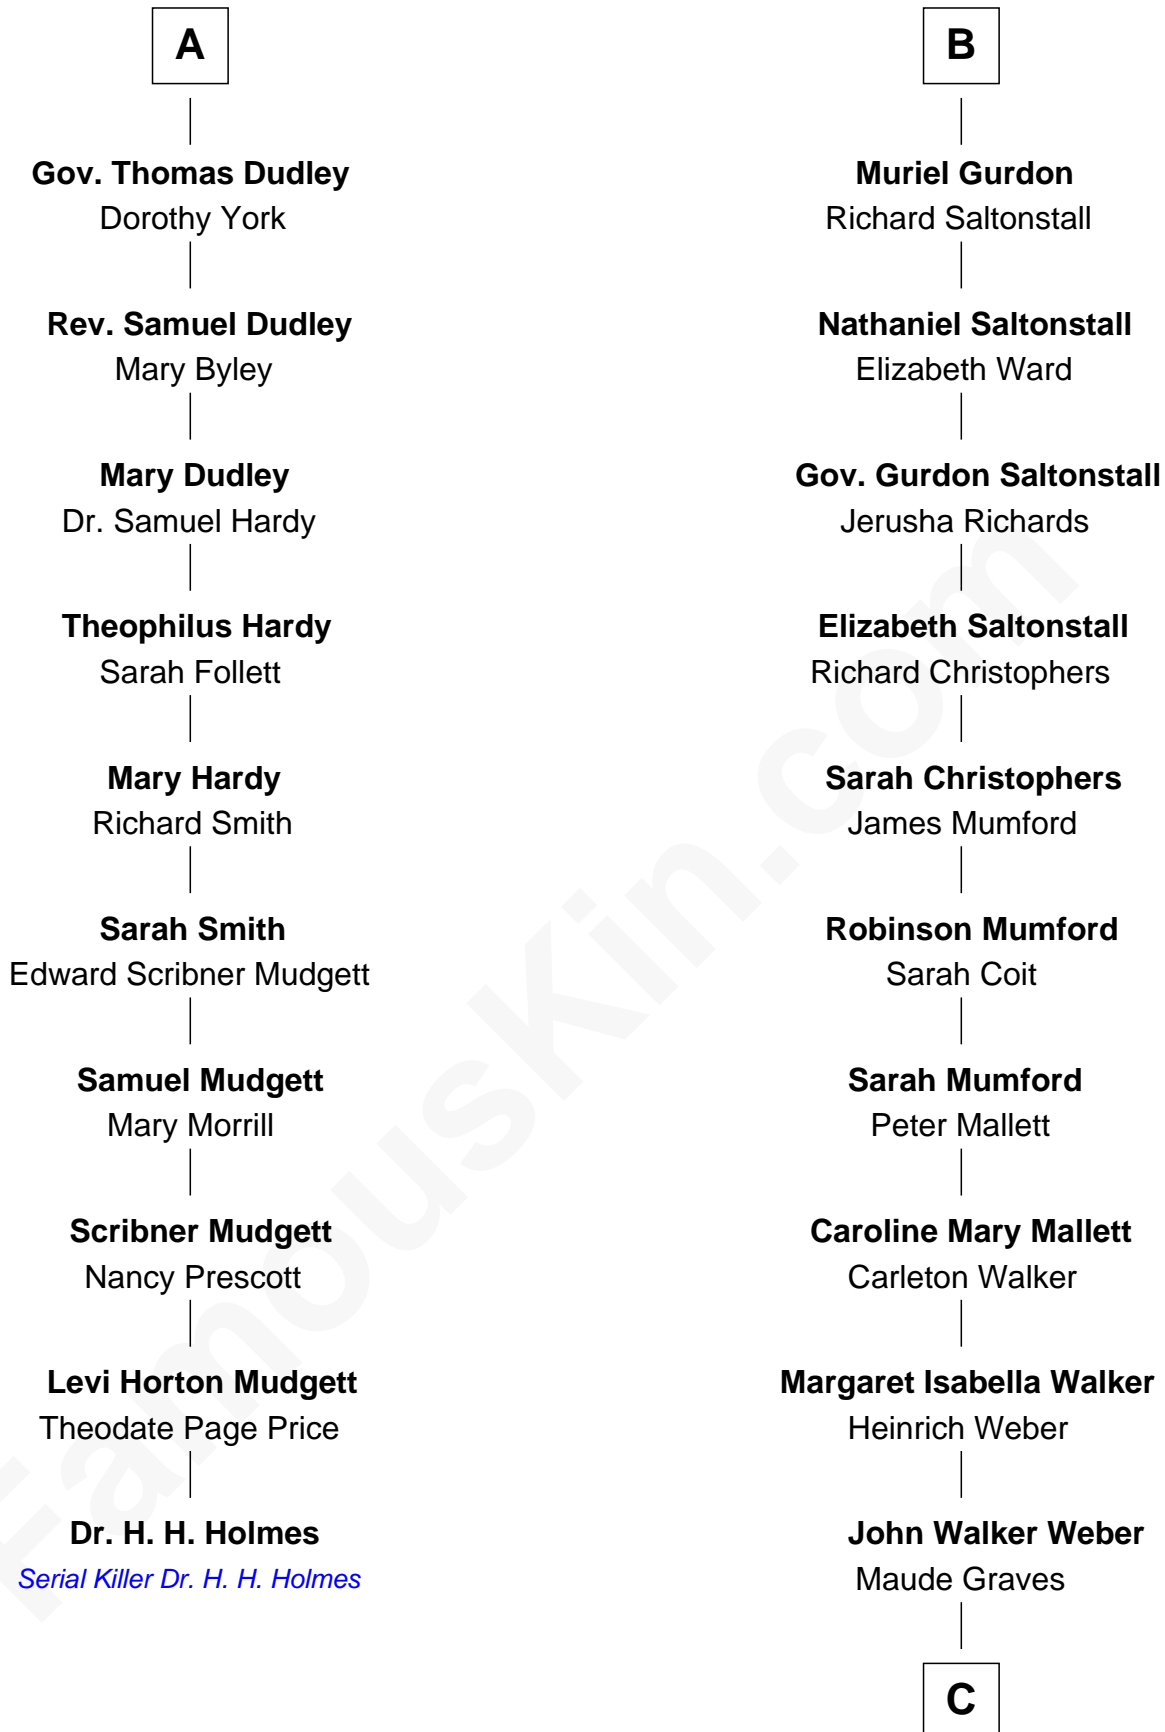 A
Gov. Thomas Dudley
Dorothy York
Rev. Samuel Dudley
Mary Byley
Mary Dudley
Dr. Samuel Hardy
Theophilus Hardy
Sarah Follett
Mary Hardy
Richard Smith
Sarah Smith
Edward Scribner Mudgett
Samuel Mudgett
Mary Morrill
Scribner Mudgett
Nancy Prescott
Levi Horton Mudgett
Theodate Page Price
Dr. H. H. Holmes
Serial Killer Dr. H. H. Holmes
B
Muriel Gurdon
Richard Saltonstall
Nathaniel Saltonstall
Elizabeth Ward
Gov. Gurdon Saltonstall
Jerusha Richards
Elizabeth Saltonstall
Richard Christophers
Sarah Christophers
James Mumford
Robinson Mumford
Sarah Coit
Sarah Mumford
Peter Mallett
Caroline Mary Mallett
Carleton Walker
Margaret Isabella Walker
Heinrich Weber
John Walker Weber
Maude Graves
C
FamousKin.com